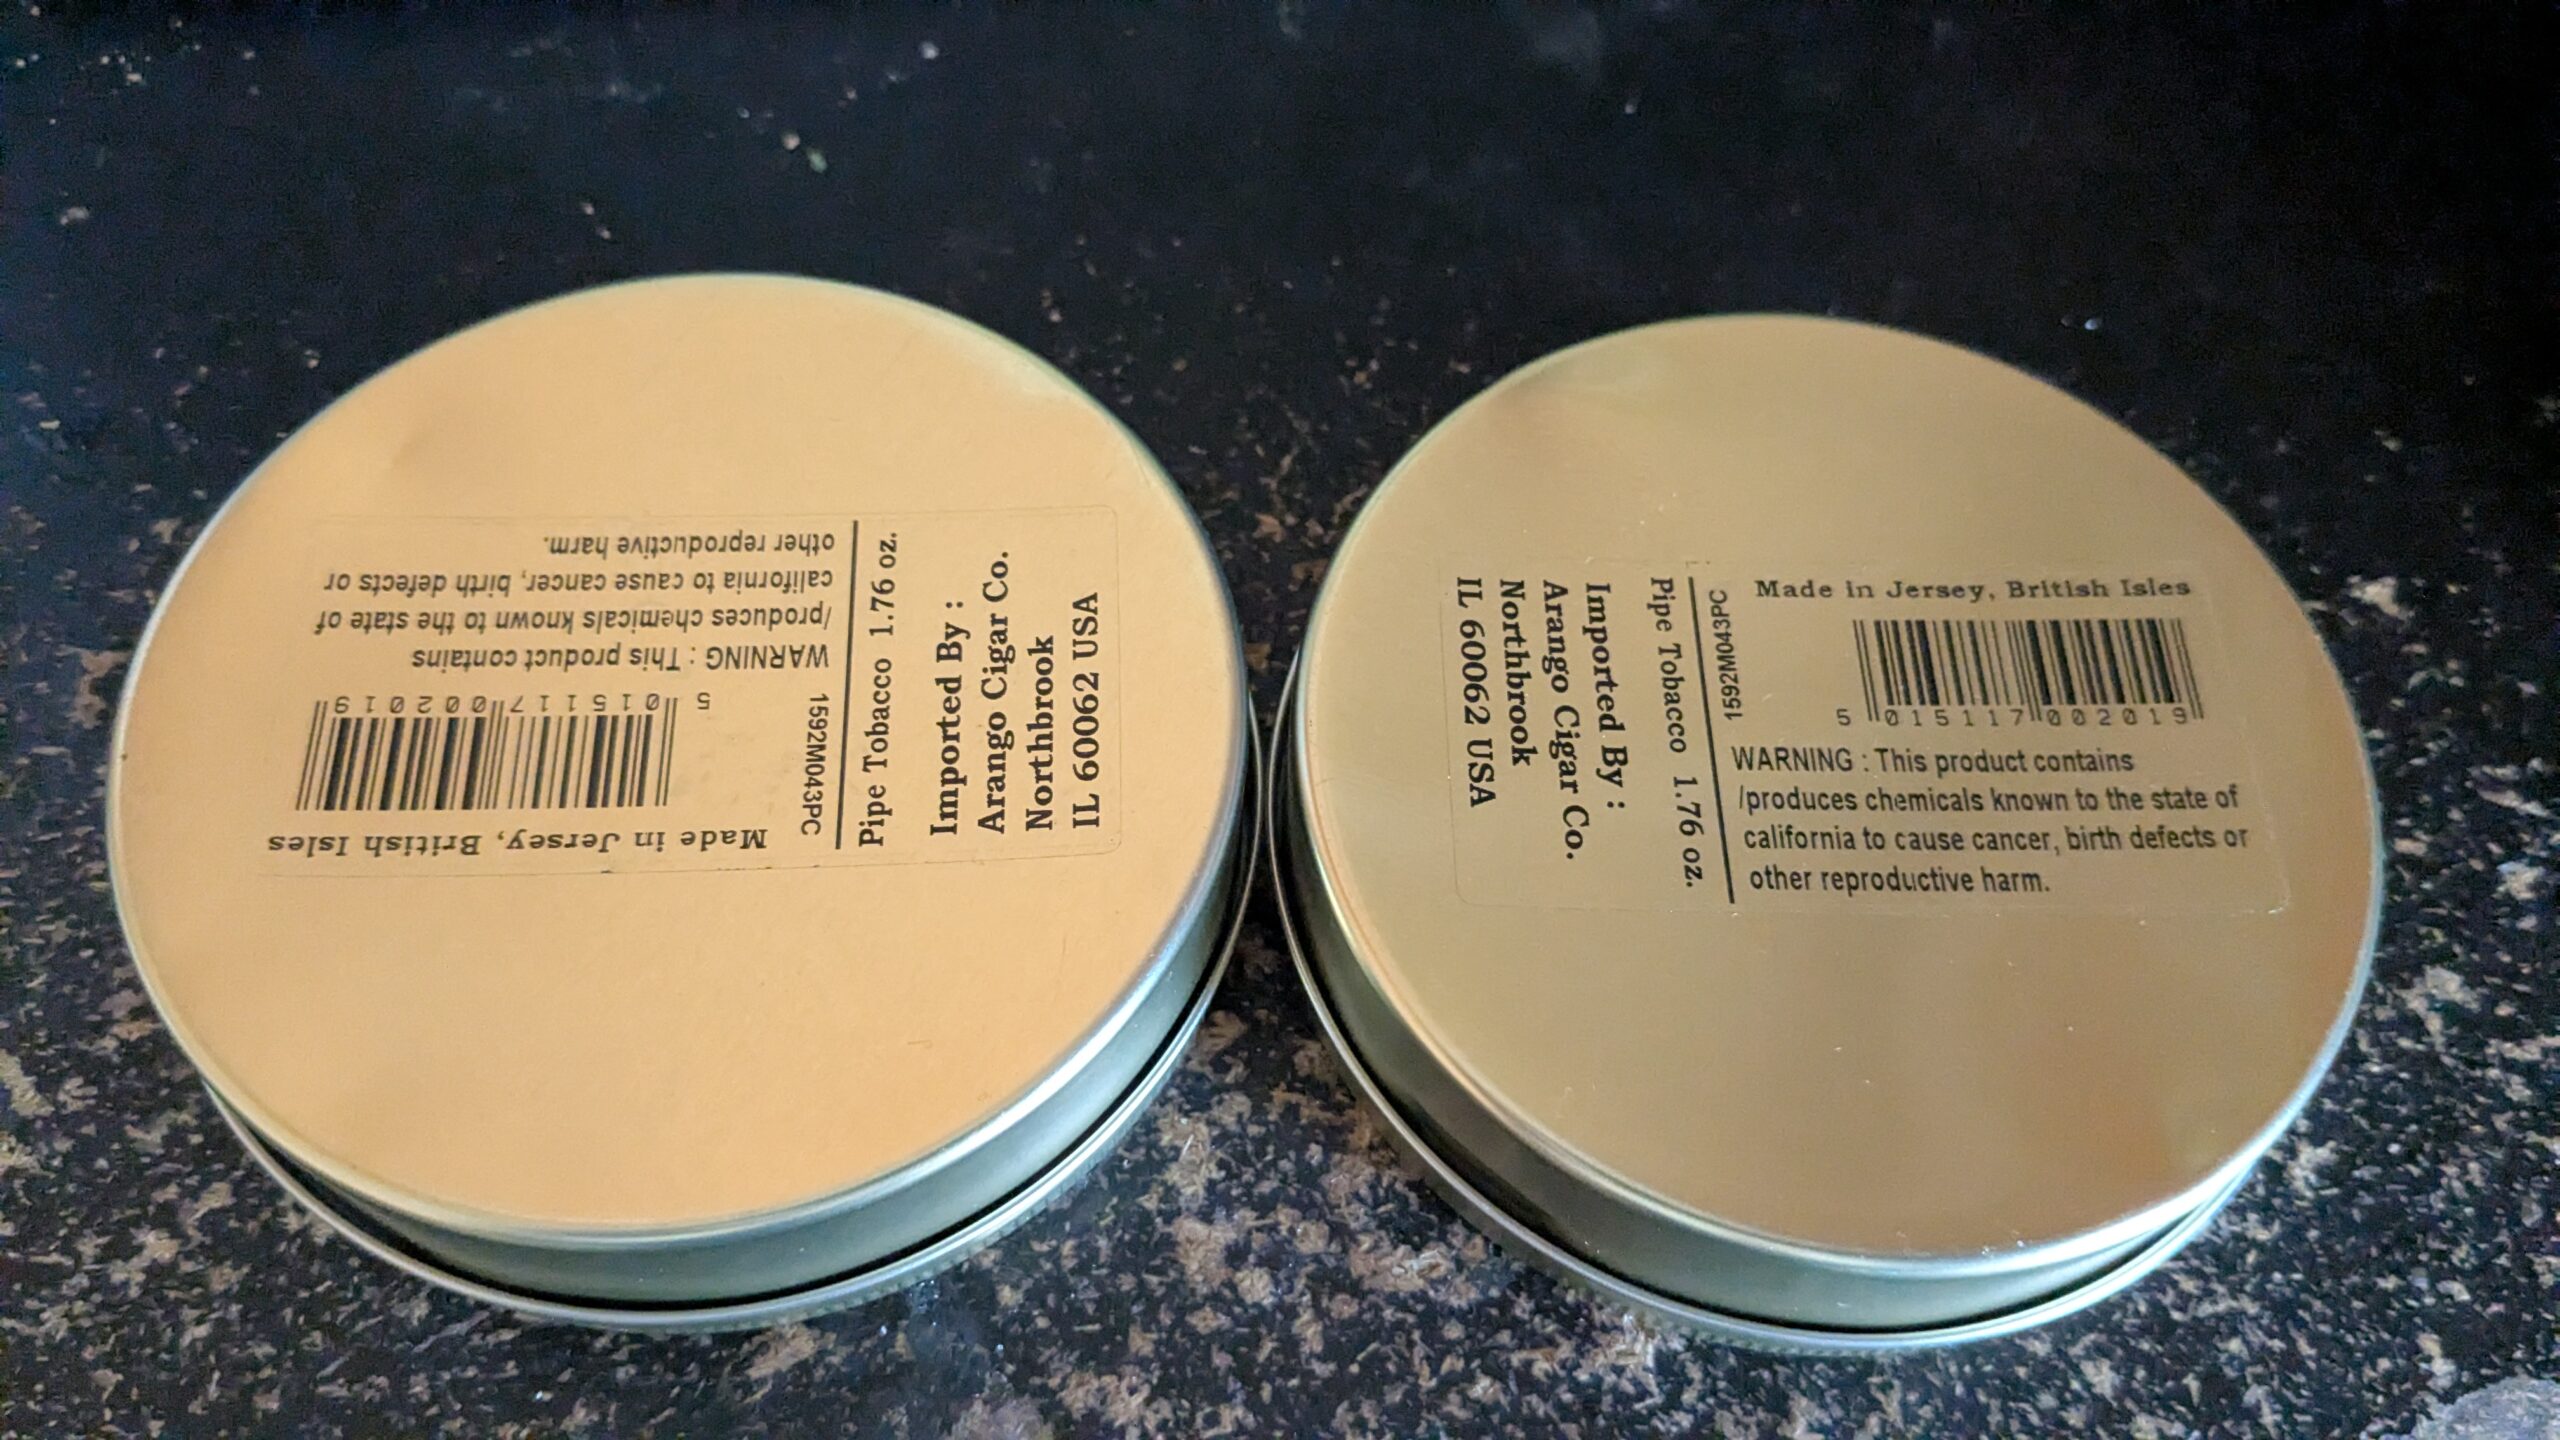 Made in Jersey, British Isles
5 015117 002019
WARNING : This product contains
/produces chemicals known to the state of
california to cause cancer, birth defects or
other reproductive harm.
1592M043PC
Pipe Tobacco 1.76 oz.
Imported By :
Arango Cigar Co.
Northbrook
IL 60062 USA
Made in Jersey, British Isles
5 015117 002019
WARNING : This product contains
/produces chemicals known to the state of
california to cause cancer, birth defects or
other reproductive harm.
1592M043PC
Pipe Tobacco 1.76 oz.
Imported By :
Arango Cigar Co.
Northbrook
IL 60062 USA